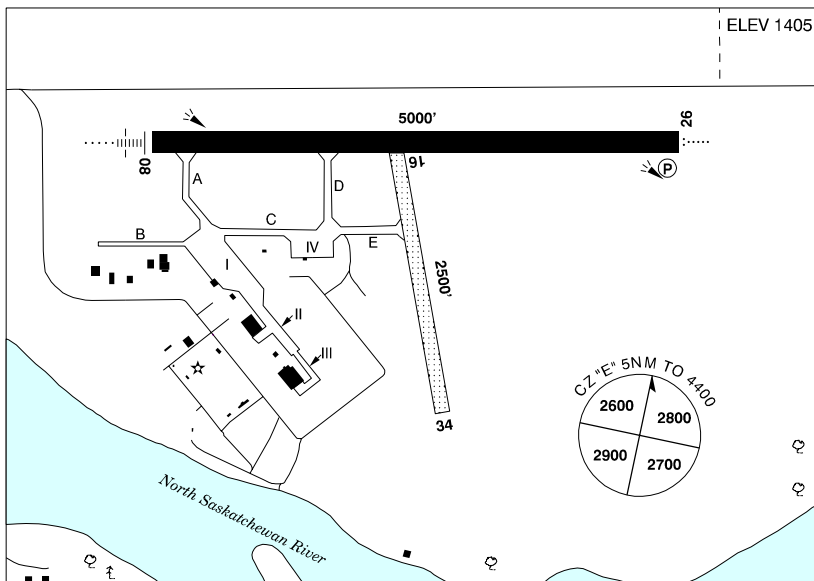 ELEV 1405
5000'
26
08
16
P
A
D
C
B
E
IV
I
2500'
II
III
CZ "E" 5NM TO 4400
2600
2800
2900
2700
34
North Saskatchewan River